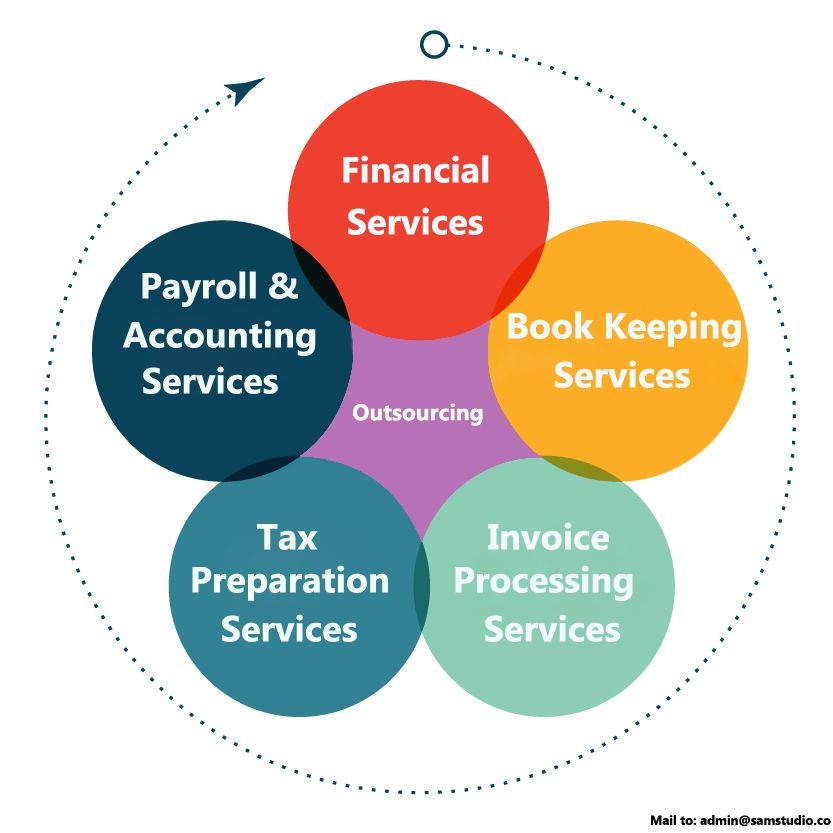 Financial
Services
Payroll &
Accounting
Services
Book Keeping
Services
Outsourcing
Tax
Preparation
Services
Invoice
Processing
Services
Mail to: admin@samstudio.co